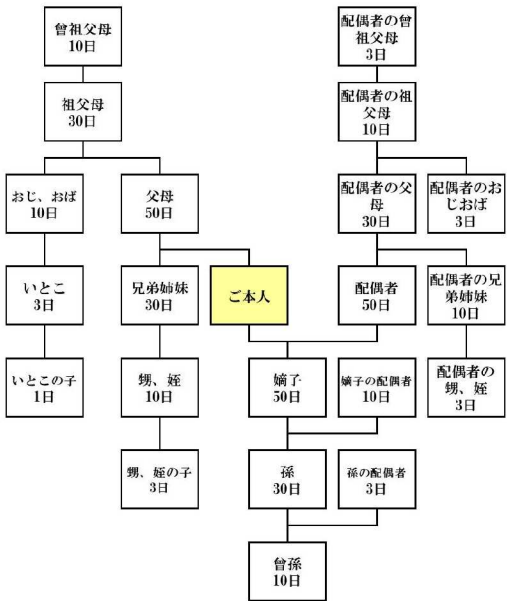 曾祖父母
10日
配偶者の曾
祖父母
3日
祖父母
30日
配偶者の祖
父母
10日
おじ、おば
10日
父母
50日
配偶者の父
母
30日
配偶者のお
じおば
3日
いとこ
3日
兄弟姉妹
30日
ご本人
配偶者
50日
配偶者の兄
弟姉妹
10日
いとこの子
1日
甥、姪
10日
嫡子
50日
嫡子の配偶者
10日
配偶者の
甥、姪
3日
甥、姪の子
3日
孫
30日
孫の配偶者
3日
曾孫
10日